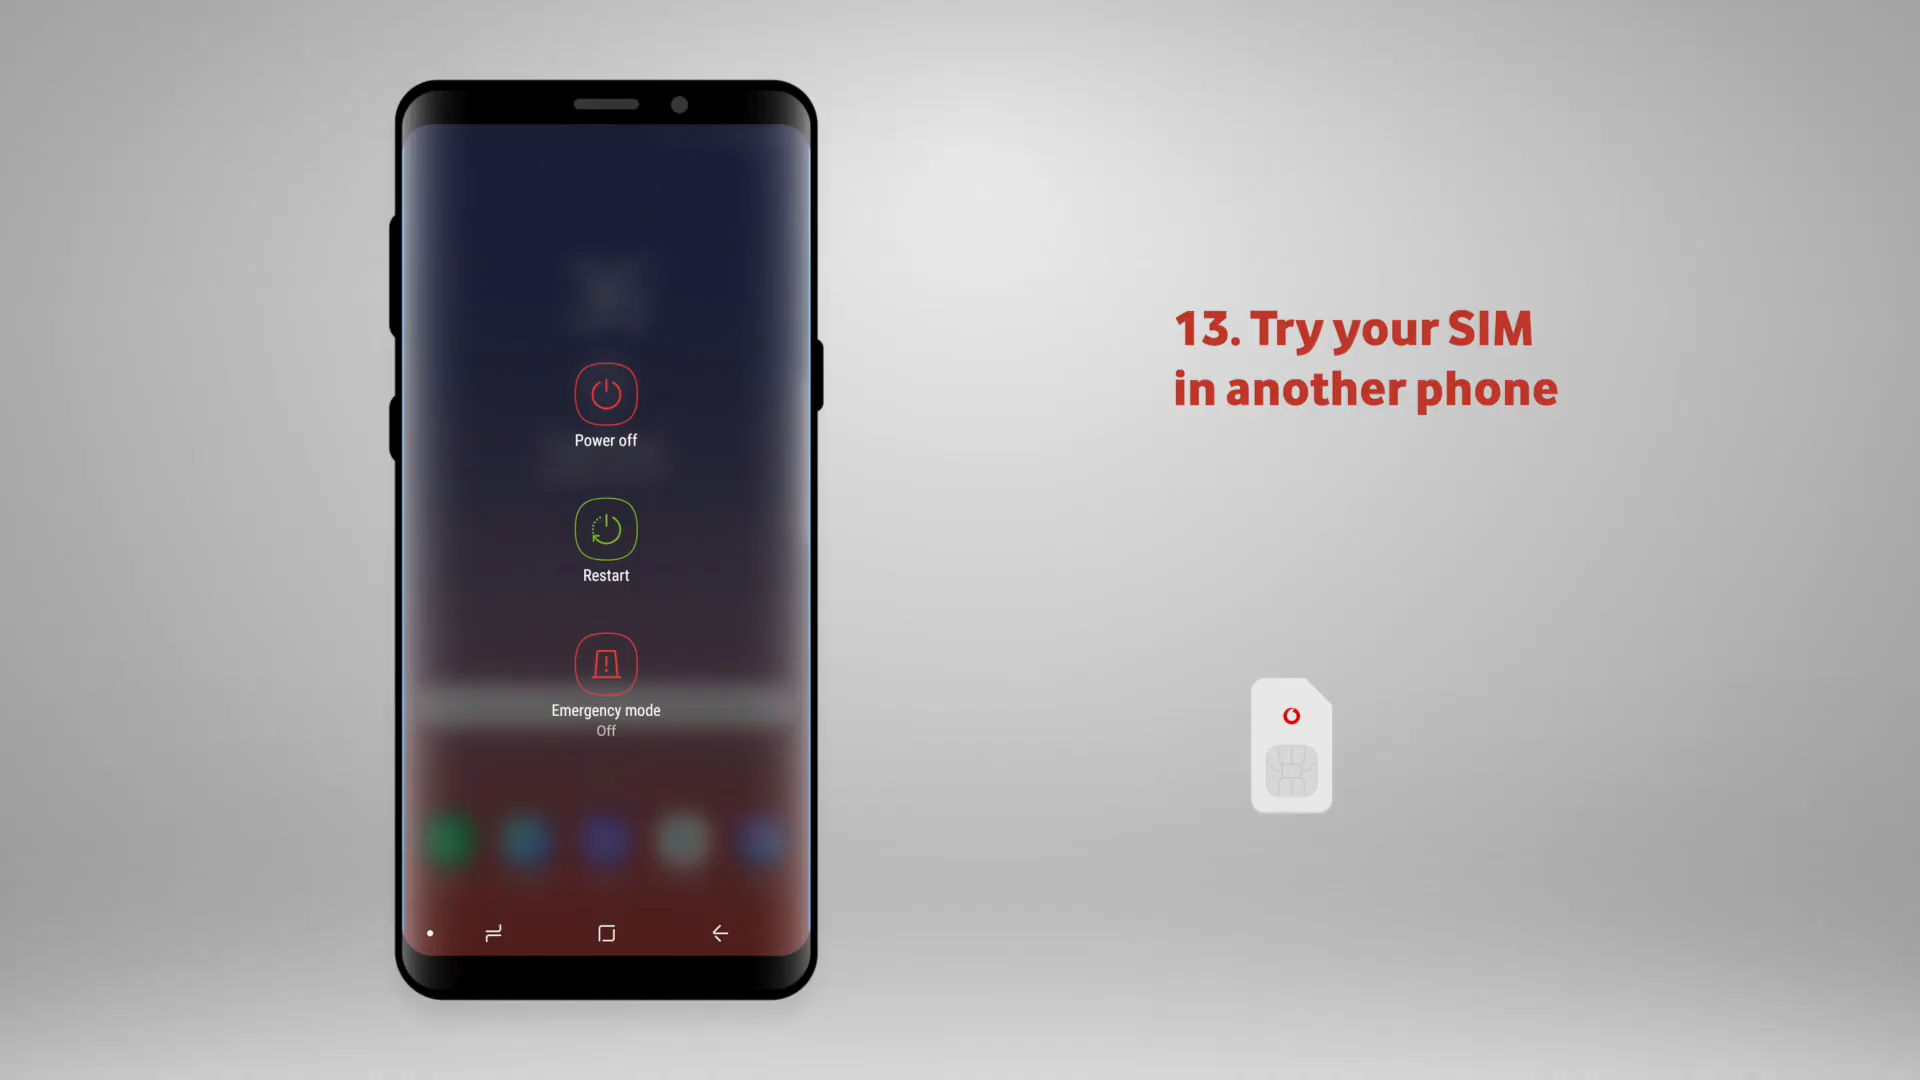 Power off
Restart
Emergency mode
Off
13. Try your SIM
in another phone